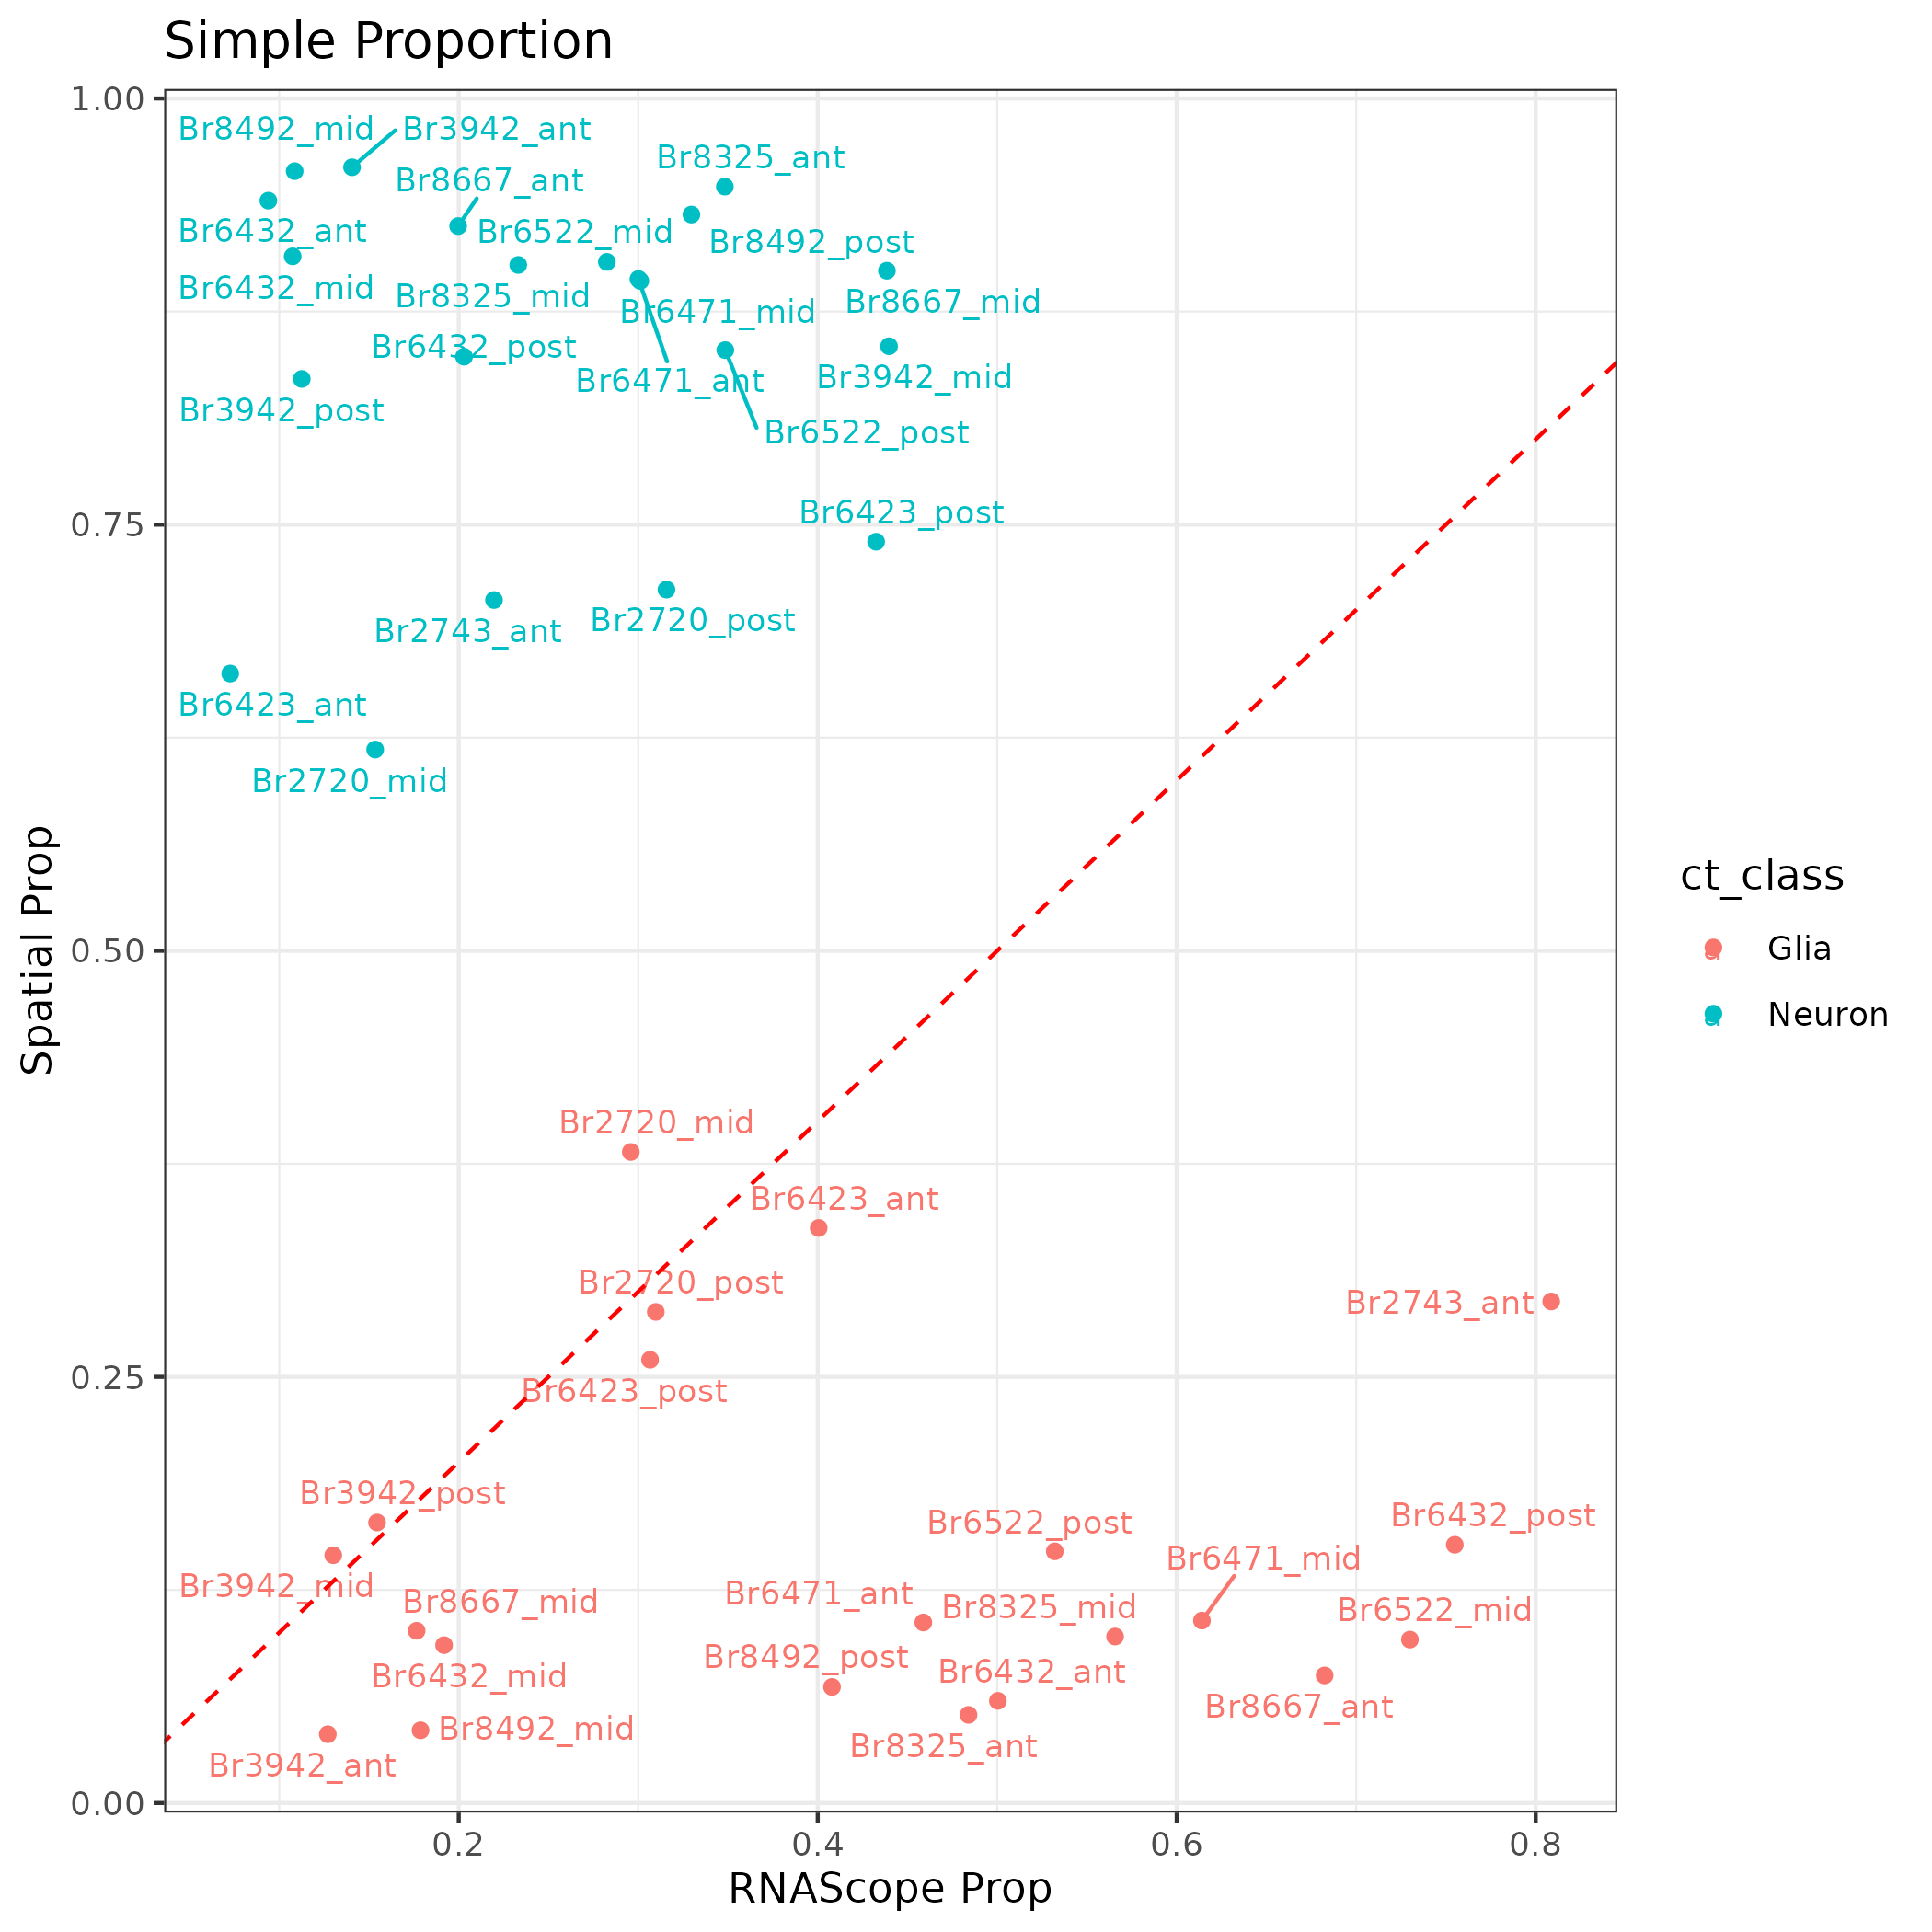 Simple Proportion
1.00
Br8492_mid
Br3942_ant
Br8325_ant
Br8667_ant
Br6432_ant
Br6522_mid
Br8492_post
Br6432_mid
Br8325_mid
Br6471_mid
Br8667_mid
Br6432_post
Br6471_ant
Br3942_mid
Br3942_post
Br6522_post
Br6423_post
0.75
Br2743_ant
Br2720_post
Br6423_ant
Br2720_mid
Spatial Prop
ct_class
a Glia
a Neuron
0.50
Br2720_mid
Br6423_ant
Br2720_post
Br2743_ant
0.25
Br6423_post
Br3942_post
Br6522_post
Br6432_post
Br3942_mid
Br6471_mid
Br8667_mid
Br6471_ant
Br8325_mid
Br6522_mid
Br6432_mid
Br8492_post
Br6432_ant
Br8667_ant
Br8492_mid
Br8325_ant
Br3942_ant
0.00
0.2
0.4
0.6
0.8
RNAScope Prop